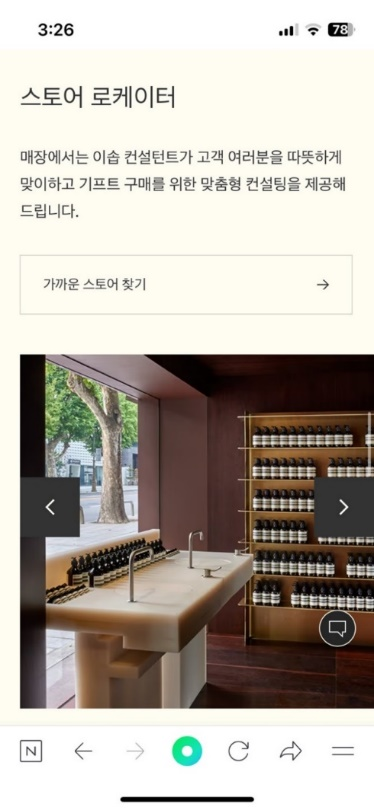 3:26
78
스토어 로케이터
매장에서는 이솝 컨설턴트가 고객 여러분을 따뜻하게
맞이하고 기프트 구매를 위한 맞춤형 컨설팅을 제공해
드립니다.
가까운 스토어 찾기
N